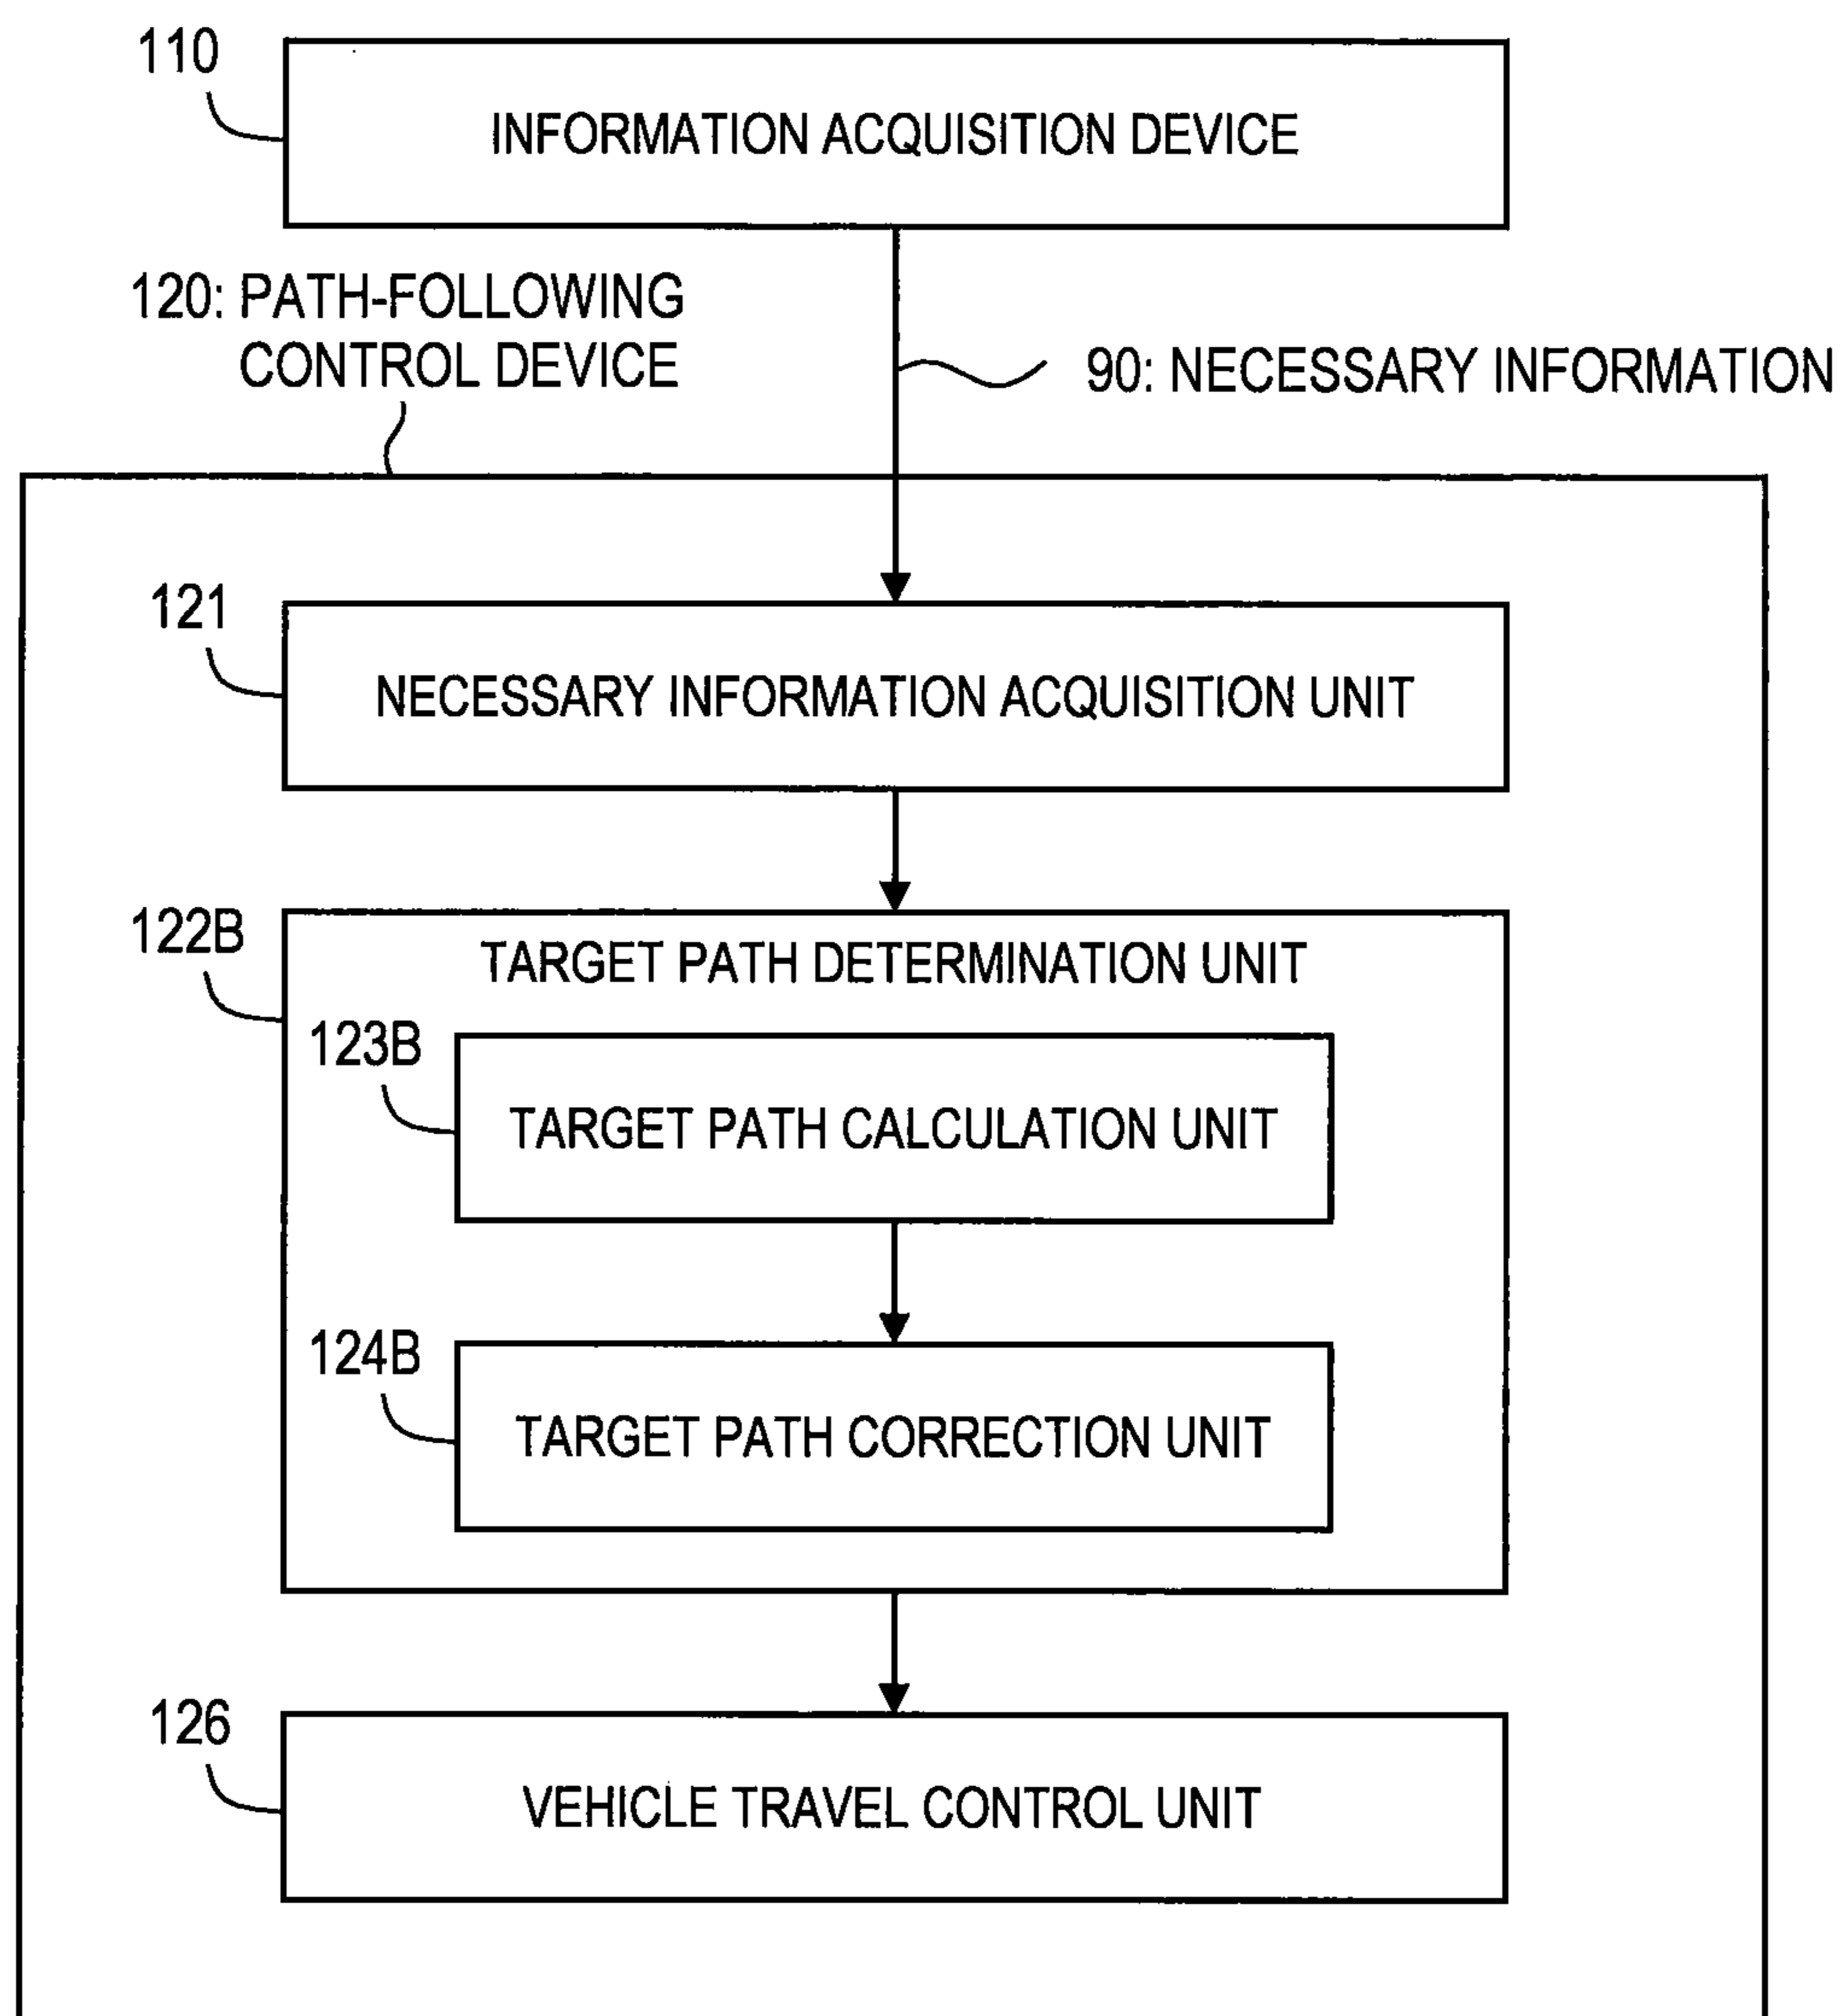 110
INFORMATION ACQUISITION DEVICE
120: PATH-FOLLOWING
CONTROL DEVICE
90: NECESSARY INFORMATION
121
NECESSARY INFORMATION ACQUISITION UNIT
122B
TARGET PATH DETERMINATION UNIT
123B
TARGET PATH CALCULATION UNIT
124B
TARGET PATH CORRECTION UNIT
126
VEHICLE TRAVEL CONTROL UNIT